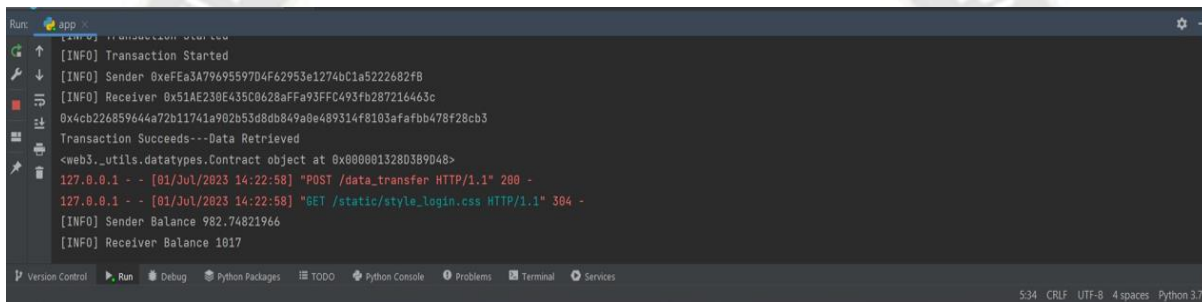 Run: app
[INFO] Transaction Started
[INFO] Transaction Started
[INFO] Sender 0xeFEa3A79695597D4F62953e1274bC1a5222682fB
[INFO] Receiver 0x51AE230E435C0628aFFa93FFC493fb287216463c
0x4cb226859644a72b11741a902b53d8db849a0e489314f8103afafbb478f28cb3
Transaction Succeeds---Data Retrieved
<web3._utils.datatypes.Contract object at 0x000001328D3B9D48>
127.0.0.1 - - [01/Jul/2023 14:22:58] "POST /data_transfer HTTP/1.1" 200 -
127.0.0.1 - - [01/Jul/2023 14:22:58] "GET /static/style_login.css HTTP/1.1" 304 -
[INFO] Sender Balance 982.74821966
[INFO] Receiver Balance 1017
Version Control Run Debug Python Packages TODO Python Console Problems Terminal Services
5:34 CRLF UTF-8 4 spaces Python 3.7